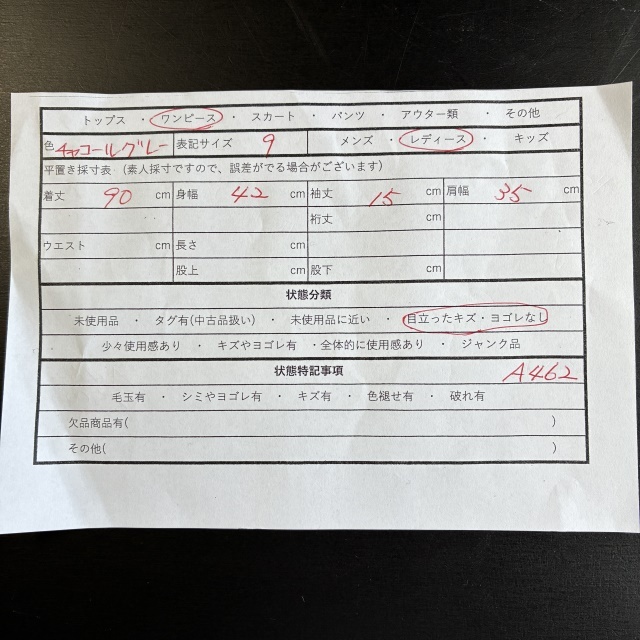 トップス ・ ワンピース ・ スカート ・ パンツ ・ アウター類 ・ その他
色 チャコールグレー 表記サイズ 9 メンズ ・ レディース ・ キッズ
平置き採寸表 (素人採寸ですので、誤差がでる場合がございます)
着丈 90 cm 身幅 42 cm 袖丈 15 cm 肩幅 35 cm
裄丈 cm
ウエスト cm 長さ cm
股上 cm 股下 cm
状態分類
未使用品 ・ タグ有(中古品扱い) ・ 未使用品に近い ・ 目立ったキズ・ヨゴレなし
少々使用感あり ・ キズやヨゴレ有 ・全体的に使用感あり ・ ジャンク品
状態特記事項 A462
毛玉有 ・ シミやヨゴレ有 ・ キズ有 ・ 色褪せ有 ・ 破れ有
欠品商品有( )
その他( )